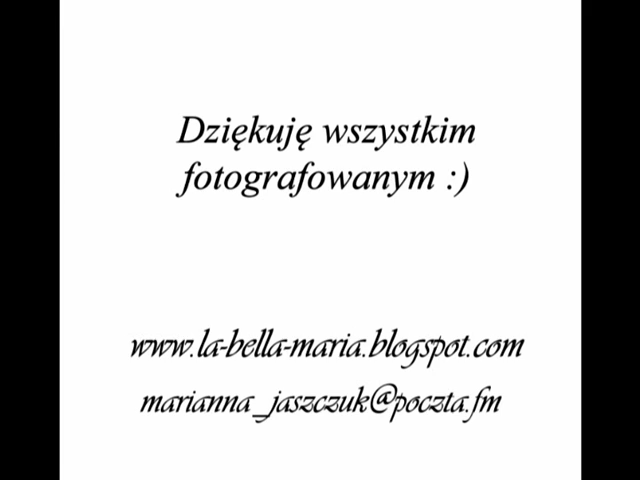 Dziękuję wszystkim
fotografowanym :)
www.la-bella-maria.blogspot.com
marianna_jaszczuk@poczta.fm